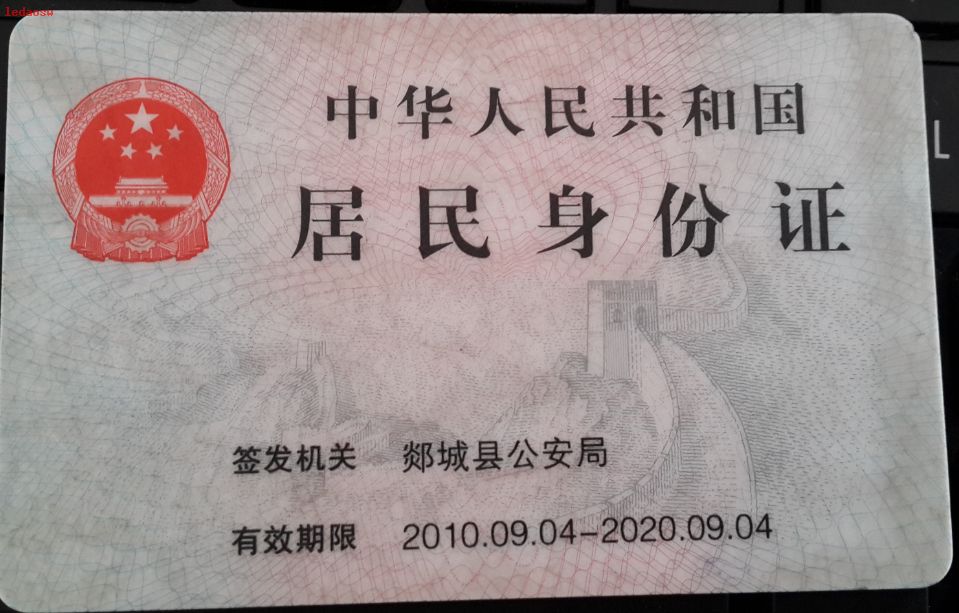 ledaosw
中华人民共和国
居民身份证
签发机关 郯城县公安局
有效期限 2010.09.04-2020.09.04
L